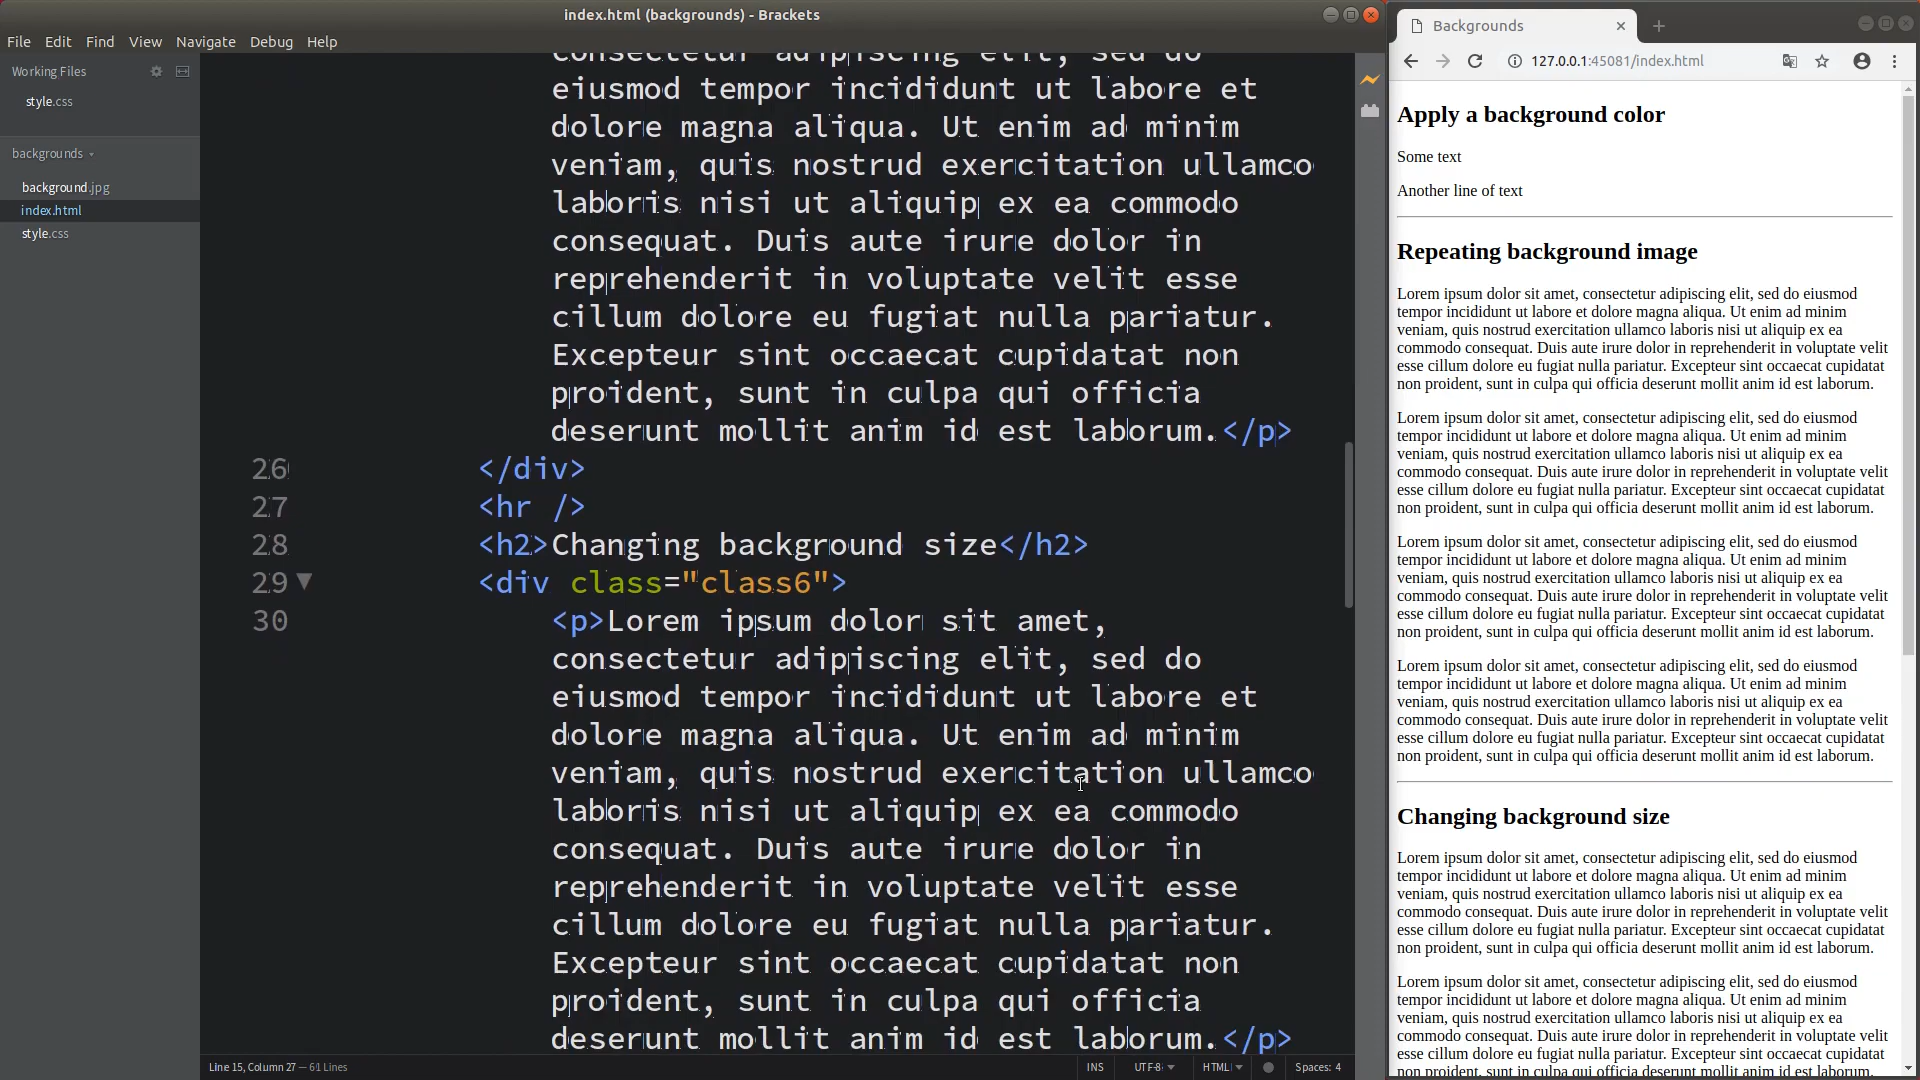 index.html (backgrounds) - Brackets
File Edit Find View Navigate Debug Help
Working Files
style.css
backgrounds
background.jpg
index.html
style.css
consectetur adipiscing elit, sed do
eiusmod tempor incididunt ut labore et
dolore magna aliqua. Ut enim ad minim
veniam, quis nostrud exercitation ullamco
laboris nisi ut aliquip ex ea commodo
consequat. Duis aute irure dolor in
reprehenderit in voluptate velit esse
cillum dolore eu fugiat nulla pariatur.
Excepteur sint occaecat cupidatat non
proident, sunt in culpa qui officia
deserunt mollit anim id est laborum.</p>
26 </div>
27 <hr />
28 <h2>Changing background size</h2>
29 <div class="class6">
30 <p>Lorem ipsum dolor sit amet,
consectetur adipiscing elit, sed do
eiusmod tempor incididunt ut labore et
dolore magna aliqua. Ut enim ad minim
veniam, quis nostrud exercitation ullamco
laboris nisi ut aliquip ex ea commodo
consequat. Duis aute irure dolor in
reprehenderit in voluptate velit esse
cillum dolore eu fugiat nulla pariatur.
Excepteur sint occaecat cupidatat non
proident, sunt in culpa qui officia
deserunt mollit anim id est laborum.</p>
Line 15, Column 27 — 61 Lines
INS UTF-8 HTML Spaces: 4
Backgrounds
127.0.0.1:45081/index.html
Apply a background color
Some text
Another line of text
Repeating background image
Lorem ipsum dolor sit amet, consectetur adipiscing elit, sed do eiusmod
tempor incididunt ut labore et dolore magna aliqua. Ut enim ad minim
veniam, quis nostrud exercitation ullamco laboris nisi ut aliquip ex ea
commodo consequat. Duis aute irure dolor in reprehenderit in voluptate velit
esse cillum dolore eu fugiat nulla pariatur. Excepteur sint occaecat cupidatat
non proident, sunt in culpa qui officia deserunt mollit anim id est laborum.
Lorem ipsum dolor sit amet, consectetur adipiscing elit, sed do eiusmod
tempor incididunt ut labore et dolore magna aliqua. Ut enim ad minim
veniam, quis nostrud exercitation ullamco laboris nisi ut aliquip ex ea
commodo consequat. Duis aute irure dolor in reprehenderit in voluptate velit
esse cillum dolore eu fugiat nulla pariatur. Excepteur sint occaecat cupidatat
non proident, sunt in culpa qui officia deserunt mollit anim id est laborum.
Lorem ipsum dolor sit amet, consectetur adipiscing elit, sed do eiusmod
tempor incididunt ut labore et dolore magna aliqua. Ut enim ad minim
veniam, quis nostrud exercitation ullamco laboris nisi ut aliquip ex ea
commodo consequat. Duis aute irure dolor in reprehenderit in voluptate velit
esse cillum dolore eu fugiat nulla pariatur. Excepteur sint occaecat cupidatat
non proident, sunt in culpa qui officia deserunt mollit anim id est laborum.
Lorem ipsum dolor sit amet, consectetur adipiscing elit, sed do eiusmod
tempor incididunt ut labore et dolore magna aliqua. Ut enim ad minim
veniam, quis nostrud exercitation ullamco laboris nisi ut aliquip ex ea
commodo consequat. Duis aute irure dolor in reprehenderit in voluptate velit
esse cillum dolore eu fugiat nulla pariatur. Excepteur sint occaecat cupidatat
non proident, sunt in culpa qui officia deserunt mollit anim id est laborum.
Changing background size
Lorem ipsum dolor sit amet, consectetur adipiscing elit, sed do eiusmod
tempor incididunt ut labore et dolore magna aliqua. Ut enim ad minim
veniam, quis nostrud exercitation ullamco laboris nisi ut aliquip ex ea
commodo consequat. Duis aute irure dolor in reprehenderit in voluptate velit
esse cillum dolore eu fugiat nulla pariatur. Excepteur sint occaecat cupidatat
non proident, sunt in culpa qui officia deserunt mollit anim id est laborum.
Lorem ipsum dolor sit amet, consectetur adipiscing elit, sed do eiusmod
tempor incididunt ut labore et dolore magna aliqua. Ut enim ad minim
veniam, quis nostrud exercitation ullamco laboris nisi ut aliquip ex ea
commodo consequat. Duis aute irure dolor in reprehenderit in voluptate velit
esse cillum dolore eu fugiat nulla pariatur. Excepteur sint occaecat cupidatat
non proident, sunt in culpa qui officia deserunt mollit anim id est laborum.